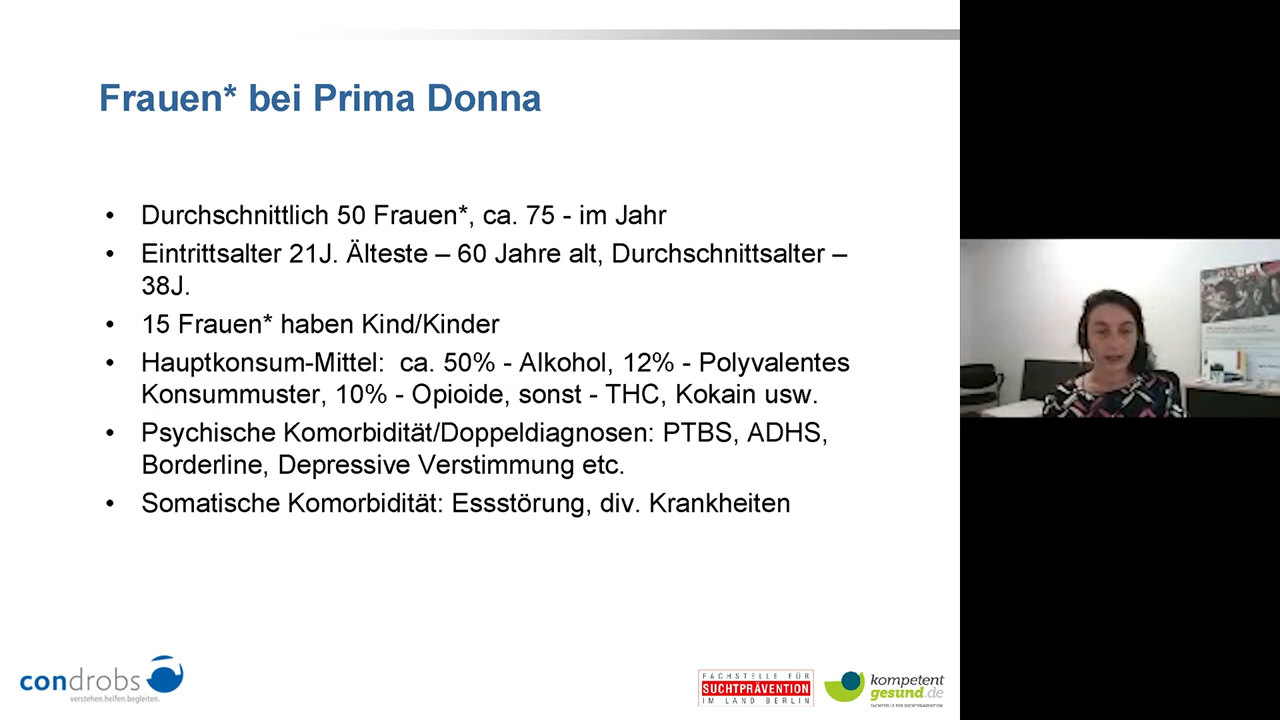 Frauen* bei Prima Donna
• Durchschnittlich 50 Frauen*, ca. 75 - im Jahr
• Eintrittsalter 21J. Älteste – 60 Jahre alt, Durchschnittsalter –
38J.
• 15 Frauen* haben Kind/Kinder
• Hauptkonsum-Mittel:  ca. 50% - Alkohol, 12% - Polyvalentes
Konsummuster, 10% - Opioide, sonst - THC, Kokain usw.
• Psychische Komorbidität/Doppeldiagnosen: PTBS, ADHS,
Borderline, Depressive Verstimmung etc.
• Somatische Komorbidität: Essstörung, div. Krankheiten
condrobs
verstehen.helfen.begleiten.
FACHSTELLE FÜR
SUCHTPRÄVENTION
IM LAND BERLIN
kompetent
gesund.de
FACHSTELLE FÜR SUCHTPRÄVENTION